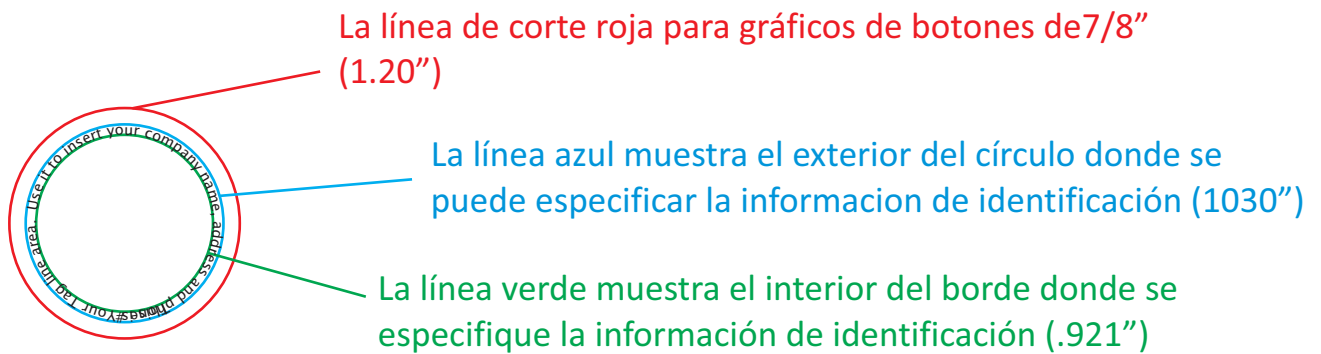 La línea de corte roja para gráficos de botones de7/8”
(1.20”)
La línea azul muestra el exterior del círculo donde se
puede especificar la informacion de identificación (1030”)
La línea verde muestra el interior del borde donde se
especifique la información de identificación (.921”)
Your Tag line area. Use it to insert your company name, address and phone #